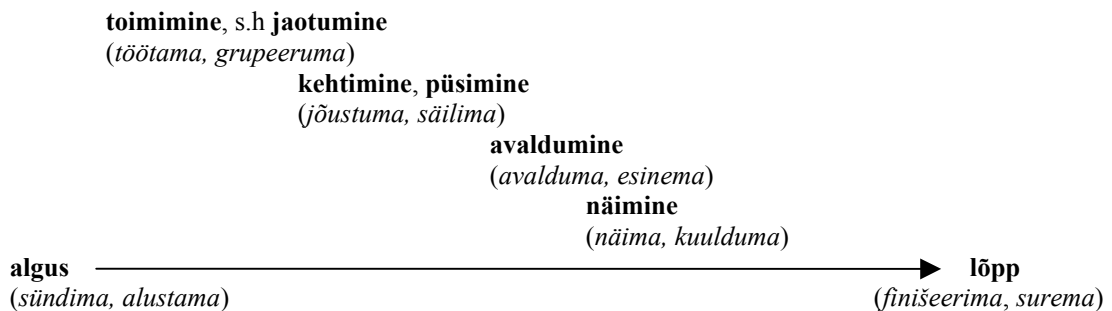 toimimine, s.h jaotumine
(töötama, grupeeruma)
kehtimine, püsimine
(jõustuma, säilima)
avaldumine
(avalduma, esinema)
näimine
(näima, kuulduma)
algus lõpp
(sündima, alustama) (finišeerima, surema)